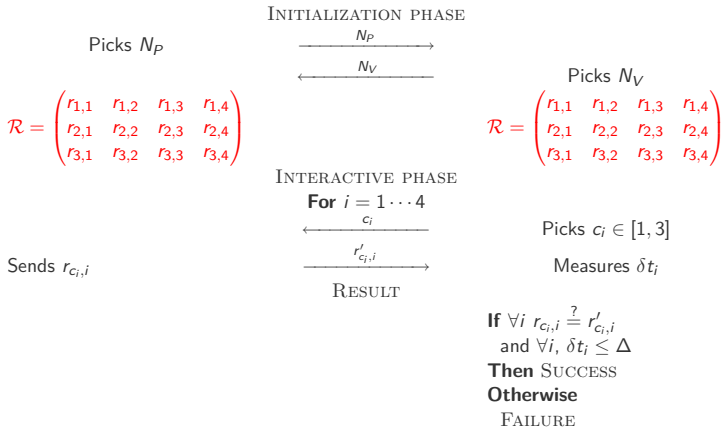 INITIALIZATION PHASE
Picks N_P
N_P
N_V
Picks N_V
R = (r_{1,1} r_{1,2} r_{1,3} r_{1,4}
r_{2,1} r_{2,2} r_{2,3} r_{2,4}
r_{3,1} r_{3,2} r_{3,3} r_{3,4})
R = (r_{1,1} r_{1,2} r_{1,3} r_{1,4}
r_{2,1} r_{2,2} r_{2,3} r_{2,4}
r_{3,1} r_{3,2} r_{3,3} r_{3,4})
INTERACTIVE PHASE
For i = 1 ··· 4
c_i
Picks c_i ∈ [1, 3]
Sends r_{c_i,i}
r'_{c_i,i}
Measures δt_i
RESULT
If ∀i r_{c_i,i} ≟ r'_{c_i,i}
and ∀i, δt_i ≤ Δ
Then SUCCESS
Otherwise
FAILURE